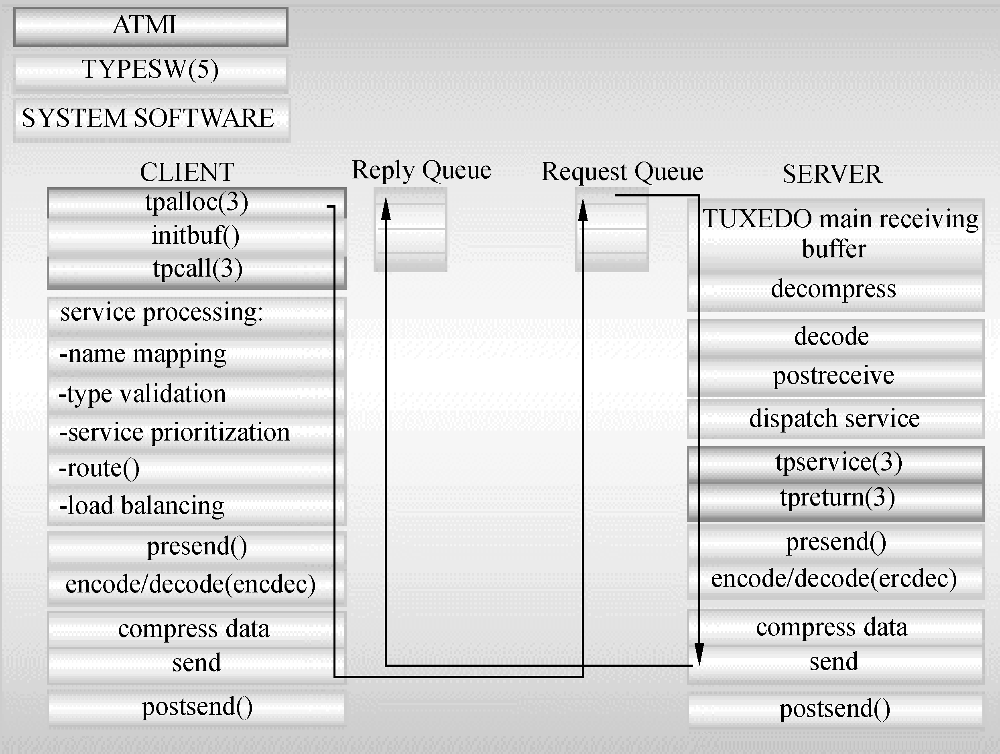 ATMI
TYPESW(5)
SYSTEM SOFTWARE
CLIENT
tpalloc(3)
initbuf()
tpcall(3)
service processing:
-name mapping
-type validation
-service prioritization
-route()
-load balancing
presend()
encode/decode(encdec)
compress data
send
postsend()
Reply Queue
Request Queue
SERVER
TUXEDO main receiving
buffer
decompress
decode
postreceive
dispatch service
tpservice(3)
tpreturn(3)
presend()
encode/decode(ercdec)
compress data
send
postsend()